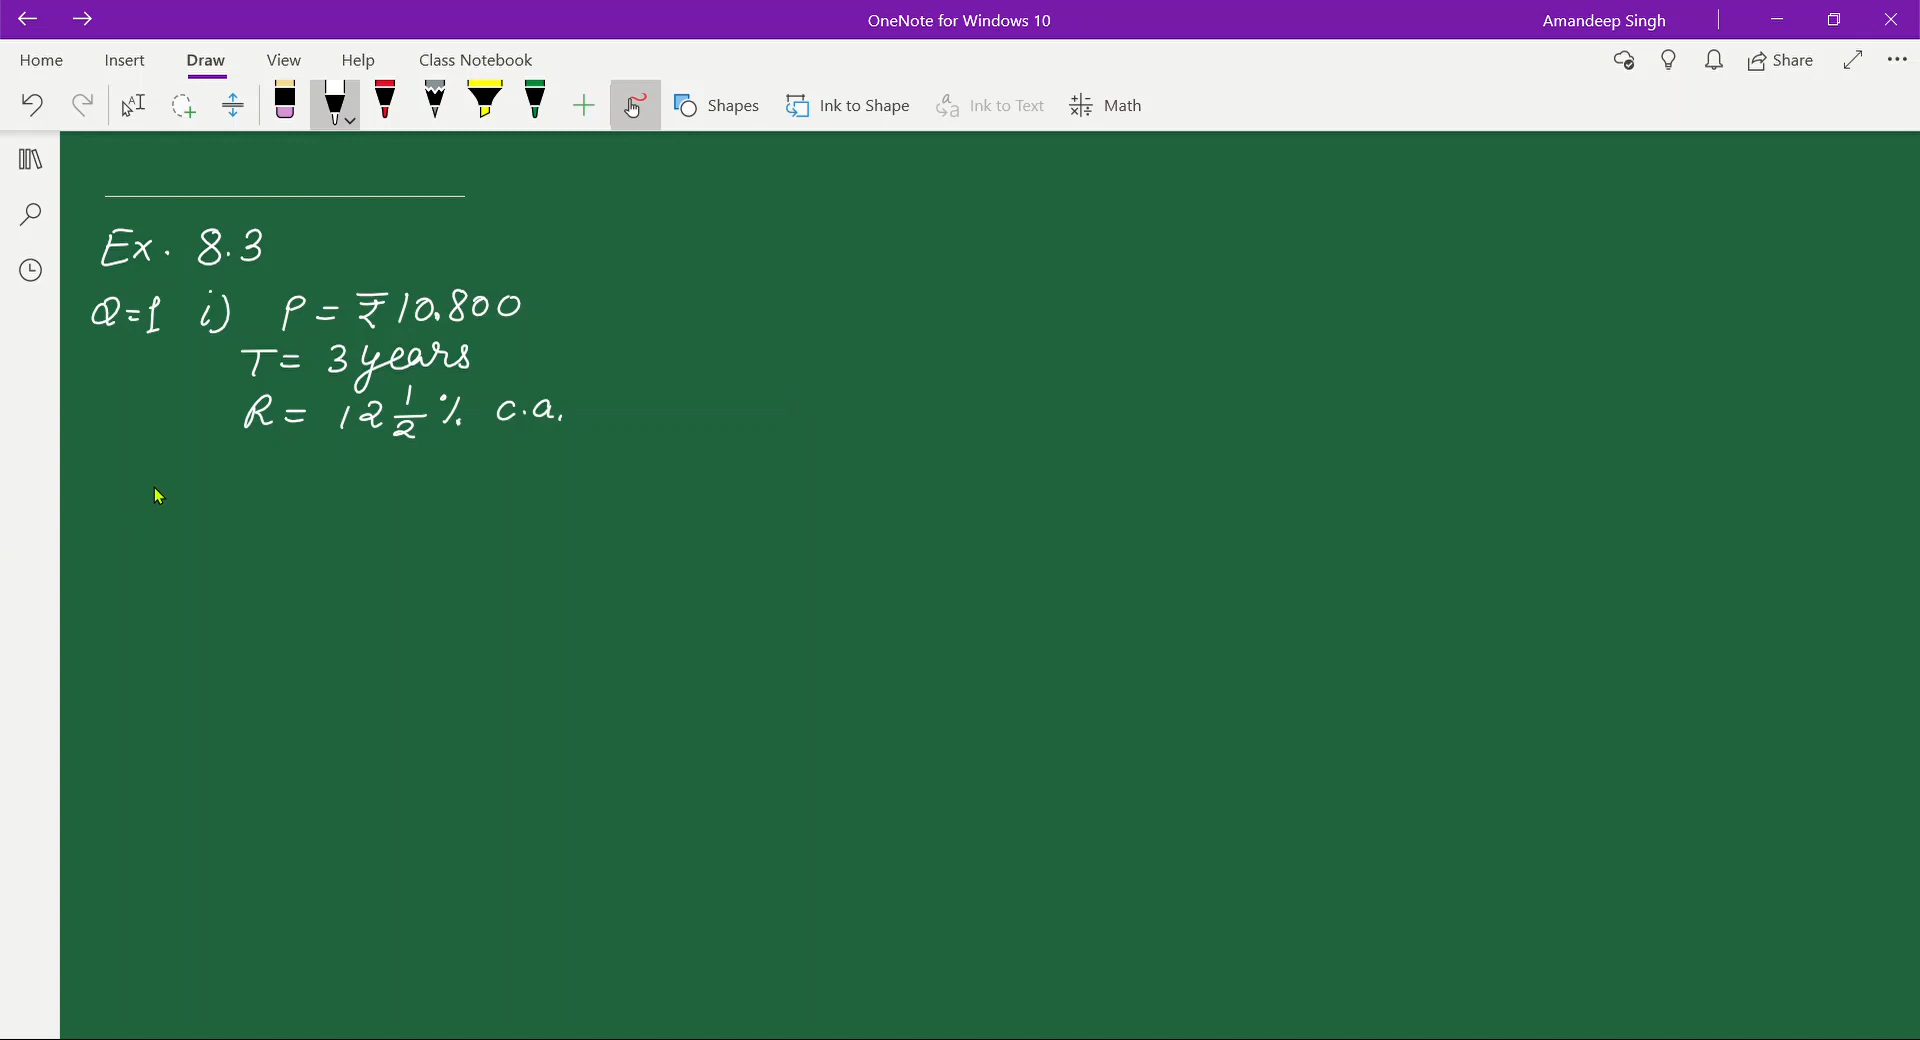 OneNote for Windows 10
Amandeep Singh
Home Insert Draw View Help Class Notebook
Share
Shapes Ink to Shape Ink to Text Math
Ex. 8.3
Q=1 i) P = ₹10,800
T = 3 years
R = 12 1/2 % c.a.